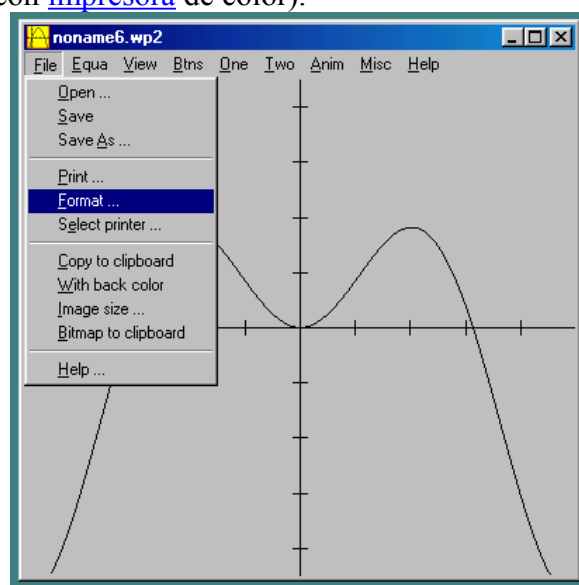 con impresora de color).
noname6.wp2
File Equa View Btns One Two Anim Misc Help
Open ...
Save
Save As ...
Print ...
Format ...
Select printer ...
Copy to clipboard
With back color
Image size ...
Bitmap to clipboard
Help ...